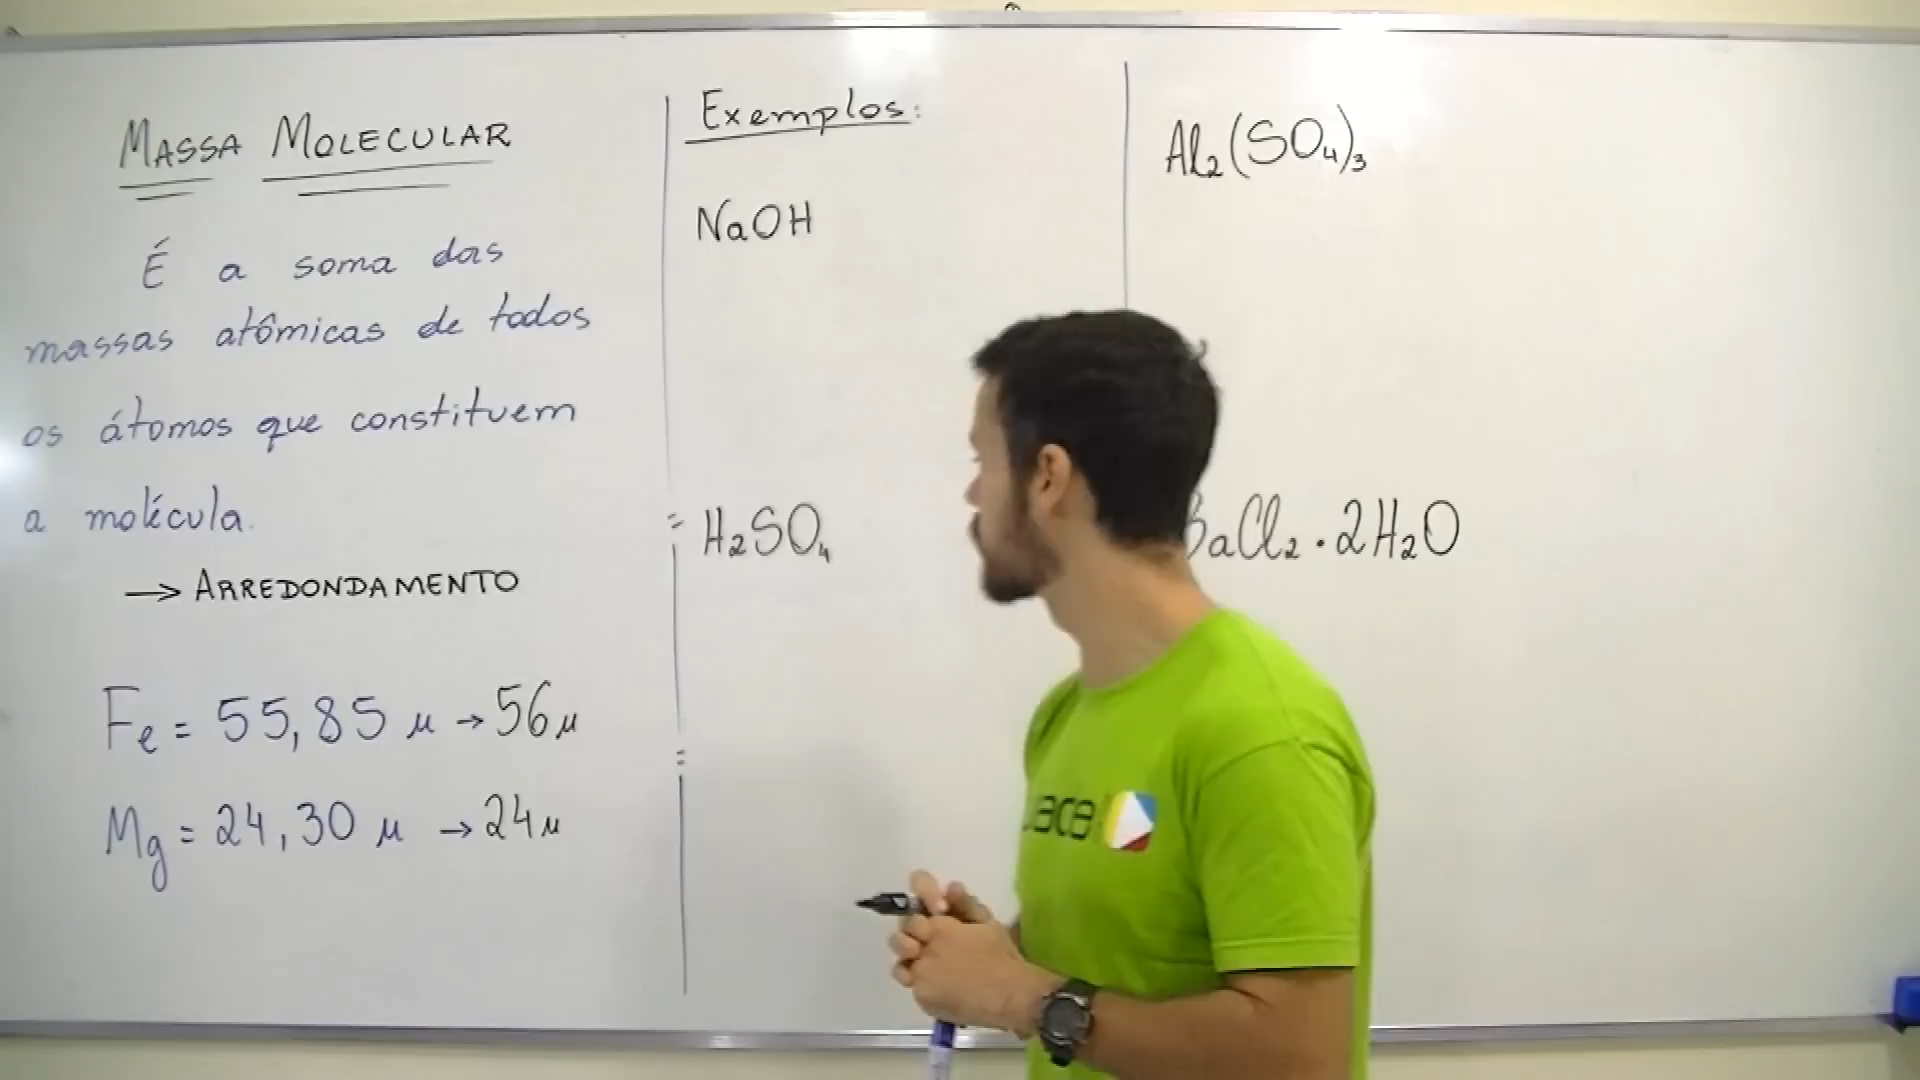 MASSA MOLECULAR
É a soma das
massas atômicas de todos
os átomos que constituem
a molécula.
→ ARREDONDAMENTO
Fe = 55,85 µ → 56 µ
Mg = 24,30 µ → 24 µ
Exemplos:
NaOH
H₂SO₄
Al₂(SO₄)₃
BaCl₂ · 2H₂O